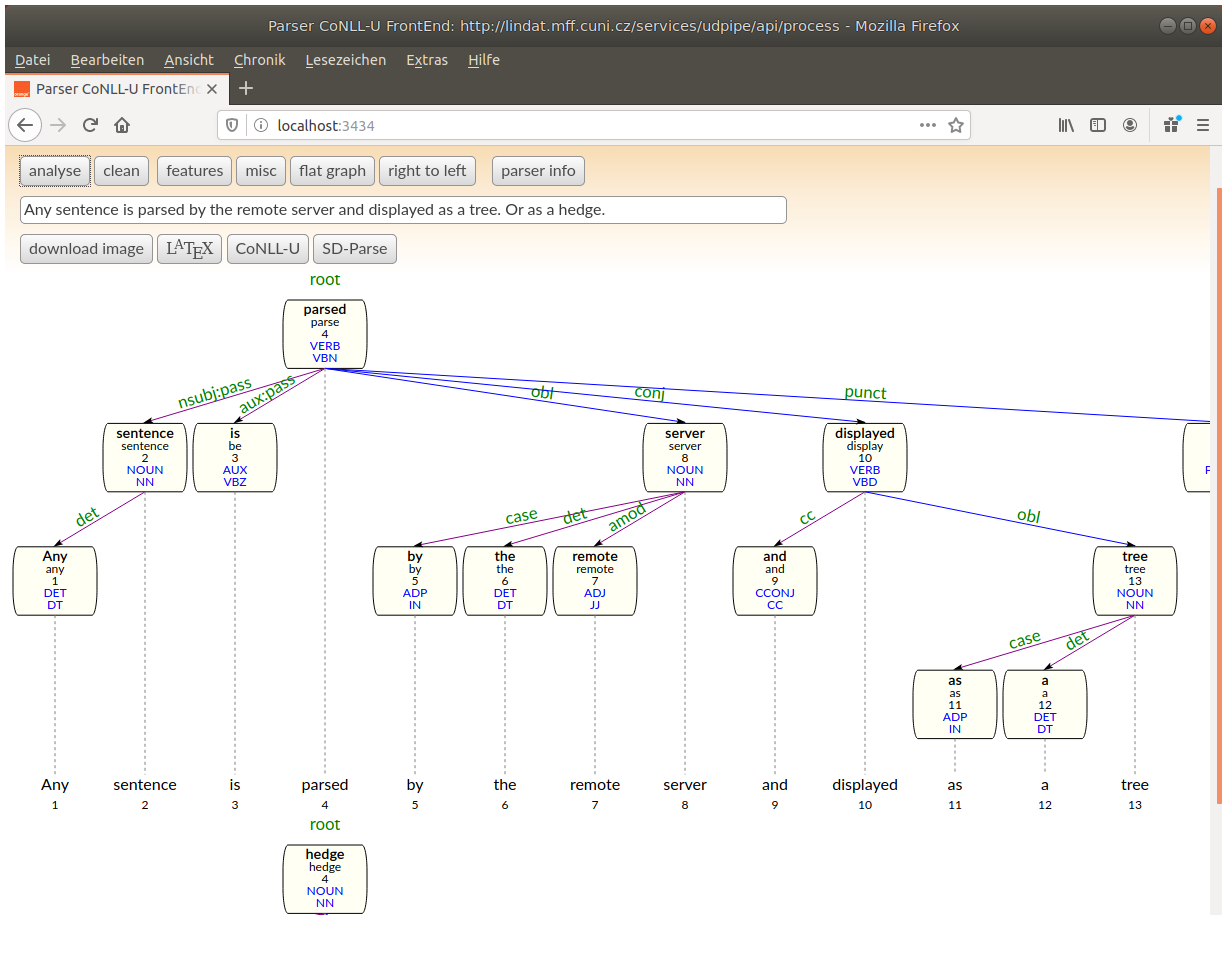 Parser CoNLL-U FrontEnd: http://lindat.mff.cuni.cz/services/udpipe/api/process - Mozilla Firefox
Datei Bearbeiten Ansicht Chronik Lesezeichen Extras Hilfe
Parser CoNLL-U FrontEn
localhost:3434
analyse clean features misc flat graph right to left parser info
Any sentence is parsed by the remote server and displayed as a tree. Or as a hedge.
download image LATEX CoNLL-U SD-Parse
root
parsed
parse
4
VERB
VBN
nsubj:pass aux:pass obl conj punct
sentence is server displayed
sentence be server display
2 3 8 10
NOUN AUX NOUN VERB P
NN VBZ NN VBD
det case det amod cc obl
Any by the remote and tree
any by the remote and tree
1 5 6 7 9 13
DET ADP DET ADJ CCONJ NOUN
DT IN DT JJ CC NN
case det
as a
as a
11 12
ADP DET
IN DT
Any sentence is parsed by the remote server and displayed as a tree
1 2 3 4 5 6 7 8 9 10 11 12 13
root
hedge
hedge
4
NOUN
NN